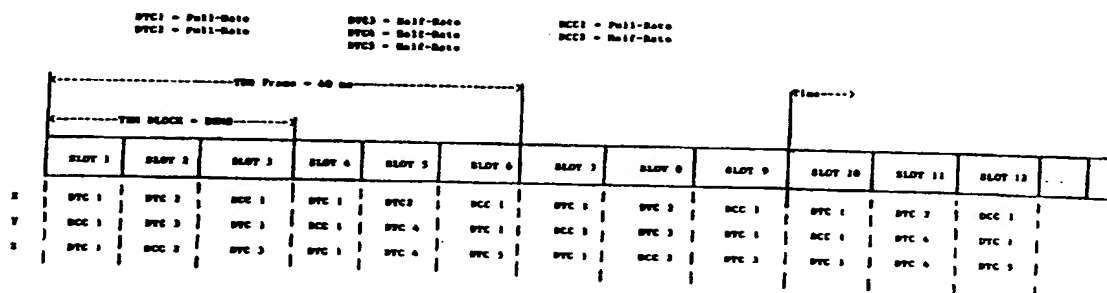 DTC1 = Full-Rate DTC3 = Half-Rate DCC1 = Full-Rate
DTC2 = Full-Rate DTC4 = Half-Rate DCC2 = Half-Rate
DTC5 = Half-Rate
TDM Frame = 40 ms
Time---->
TDM BLOCK = 20MS
SLOT 1 SLOT 2 SLOT 3 SLOT 4 SLOT 5 SLOT 6 SLOT 7 SLOT 8 SLOT 9 SLOT 10 SLOT 11 SLOT 12 . . .
X DTC 1 DTC 2 DCC 1 DTC 1 DTC2 DCC 1 DTC 1 DTC 2 DCC 1 DTC 1 DTC 2 DCC 1
Y DCC 1 DTC 3 DTC 1 DCC 1 DTC 4 DTC 1 DCC 1 DTC 3 DTC 1 DCC 1 DTC 4 DTC 1
Z DTC 1 DCC 2 DTC 3 DTC 1 DTC 4 DTC 5 DTC 1 DCC 2 DTC 3 DTC 1 DTC 4 DTC 5